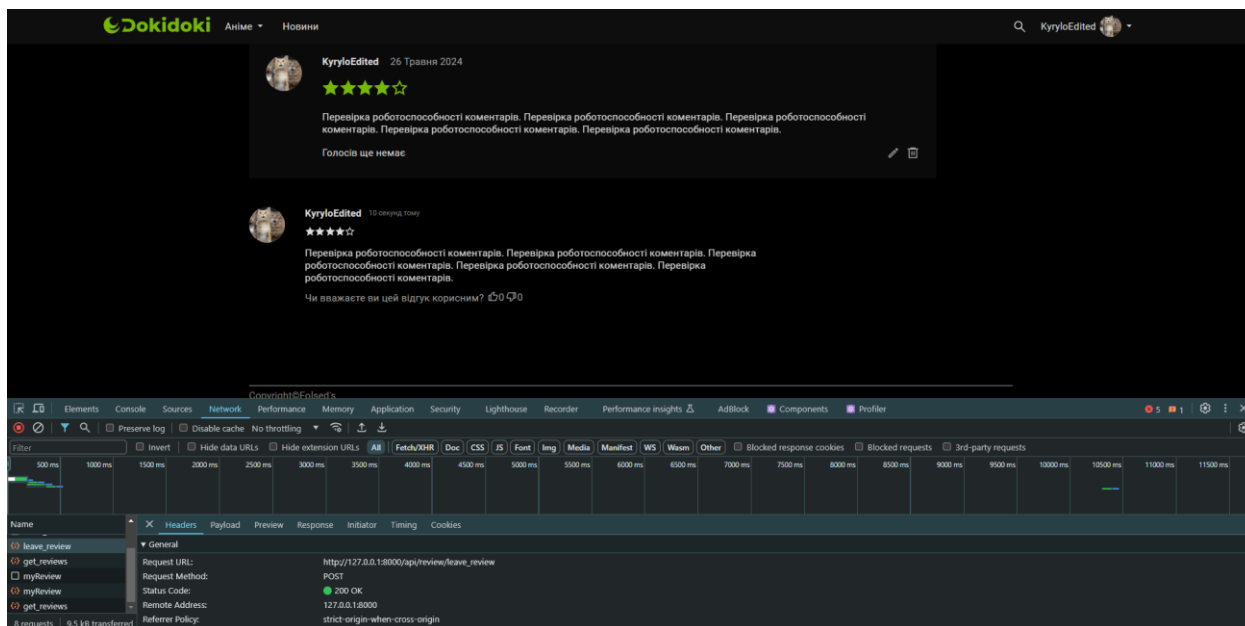 Dokidoki Аніме Новини KyryloEdited
KyryloEdited 26 Травня 2024
Перевірка роботоспособності коментарів. Перевірка роботоспособності коментарів. Перевірка роботоспособності
коментарів. Перевірка роботоспособності коментарів. Перевірка роботоспособності коментарів.
Голосів ще немає
KyryloEdited 10 секунд тому
Перевірка роботоспособності коментарів. Перевірка роботоспособності коментарів. Перевірка
роботоспособності коментарів. Перевірка роботоспособності коментарів. Перевірка
роботоспособності коментарів.
Чи вважаєте ви цей відгук корисним? 0 0
Copyright©Folsed's
Elements Console Sources Network Performance Memory Application Security Lighthouse Recorder Performance insights AdBlock Components Profiler 5 1
Preserve log Disable cache No throttling
Filter Invert Hide data URLs Hide extension URLs All Fetch/XHR Doc CSS JS Font Img Media Manifest WS Wasm Other Blocked response cookies Blocked requests 3rd-party requests
500 ms 1000 ms 1500 ms 2000 ms 2500 ms 3000 ms 3500 ms 4000 ms 4500 ms 5000 ms 5500 ms 6000 ms 6500 ms 7000 ms 7500 ms 8000 ms 8500 ms 9000 ms 9500 ms 10000 ms 10500 ms 11000 ms 11500 ms
Name Headers Payload Preview Response Initiator Timing Cookies
leave_review General
get_reviews Request URL: http://127.0.0.1:8000/api/review/leave_review
myReview Request Method: POST
myReview Status Code: 200 OK
get_reviews Remote Address: 127.0.0.1:8000
8 requests 9.5 kB transferred Referrer Policy: strict-origin-when-cross-origin